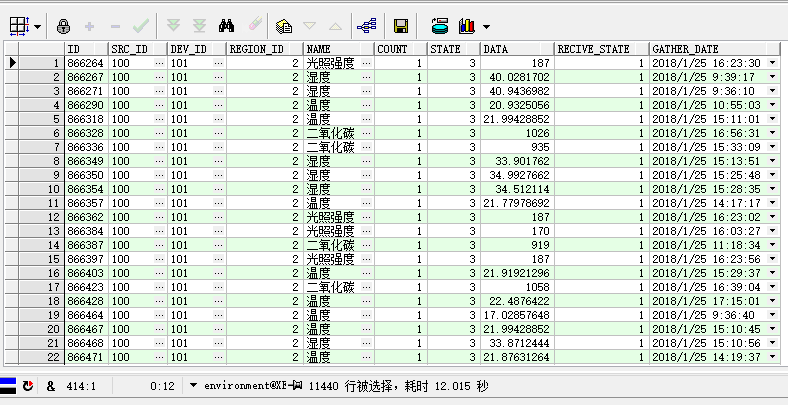 ID SRC_ID DEV_ID REGION_ID NAME COUNT STATE DATA RECIVE_STATE GATHER_DATE
1 866264 100 ... 101 ... 2 光照强度 ... 1 3 187 1 2018/1/25 16:23:30
2 866267 100 ... 101 ... 2 湿度 ... 1 3 40.0281702 1 2018/1/25 9:39:17
3 866271 100 ... 101 ... 2 湿度 ... 1 3 40.9436982 1 2018/1/25 9:36:10
4 866290 100 ... 101 ... 2 温度 ... 1 3 20.9325056 1 2018/1/25 10:55:03
5 866318 100 ... 101 ... 2 温度 ... 1 3 21.99428852 1 2018/1/25 15:11:01
6 866328 100 ... 101 ... 2 二氧化碳 ... 1 3 1026 1 2018/1/25 16:56:31
7 866336 100 ... 101 ... 2 二氧化碳 ... 1 3 935 1 2018/1/25 15:33:09
8 866349 100 ... 101 ... 2 湿度 ... 1 3 33.901762 1 2018/1/25 15:13:51
9 866350 100 ... 101 ... 2 湿度 ... 1 3 34.9927662 1 2018/1/25 15:25:48
10 866354 100 ... 101 ... 2 湿度 ... 1 3 34.512114 1 2018/1/25 15:28:35
11 866357 100 ... 101 ... 2 温度 ... 1 3 21.77978692 1 2018/1/25 14:17:17
12 866362 100 ... 101 ... 2 光照强度 ... 1 3 187 1 2018/1/25 16:23:02
13 866384 100 ... 101 ... 2 光照强度 ... 1 3 170 1 2018/1/25 16:03:27
14 866387 100 ... 101 ... 2 二氧化碳 ... 1 3 919 1 2018/1/25 11:18:34
15 866397 100 ... 101 ... 2 光照强度 ... 1 3 187 1 2018/1/25 16:23:56
16 866403 100 ... 101 ... 2 温度 ... 1 3 21.91921296 1 2018/1/25 15:29:37
17 866423 100 ... 101 ... 2 二氧化碳 ... 1 3 1058 1 2018/1/25 16:39:04
18 866428 100 ... 101 ... 2 温度 ... 1 3 22.4876422 1 2018/1/25 17:15:01
19 866464 100 ... 101 ... 2 温度 ... 1 3 17.02857648 1 2018/1/25 9:36:40
20 866467 100 ... 101 ... 2 温度 ... 1 3 21.99428852 1 2018/1/25 15:10:45
21 866468 100 ... 101 ... 2 湿度 ... 1 3 33.8712444 1 2018/1/25 15:10:56
22 866471 100 ... 101 ... 2 温度 ... 1 3 21.87631264 1 2018/1/25 14:19:37
& 414:1 0:12 environment@XE 11440 行被选择，耗时 12.015 秒